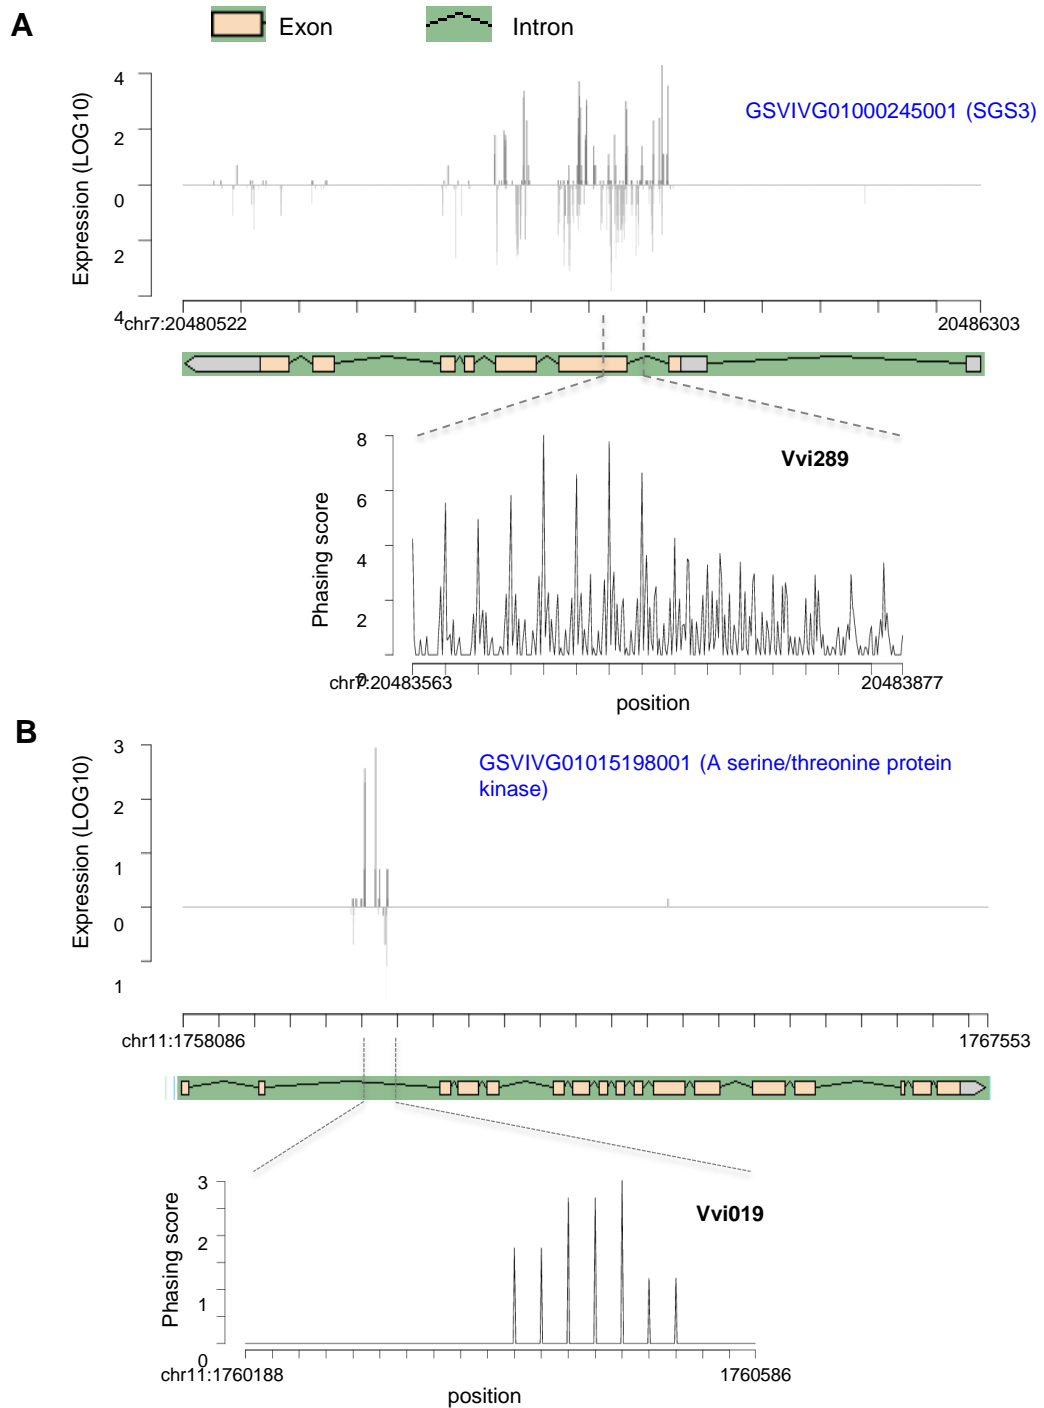 A
Exon
Intron
4
2
0
2
4
Expression (LOG10)
GSVIVG01000245001 (SGS3)
chr7:20480522
20486303
8
6
4
2
0
Phasing score
Vvi289
chr7:20483563
20483877
position
B
3
2
1
0
1
Expression (LOG10)
GSVIVG01015198001 (A serine/threonine protein
kinase)
chr11:1758086
1767553
3
2
1
0
Phasing score
Vvi019
chr11:1760188
1760586
position